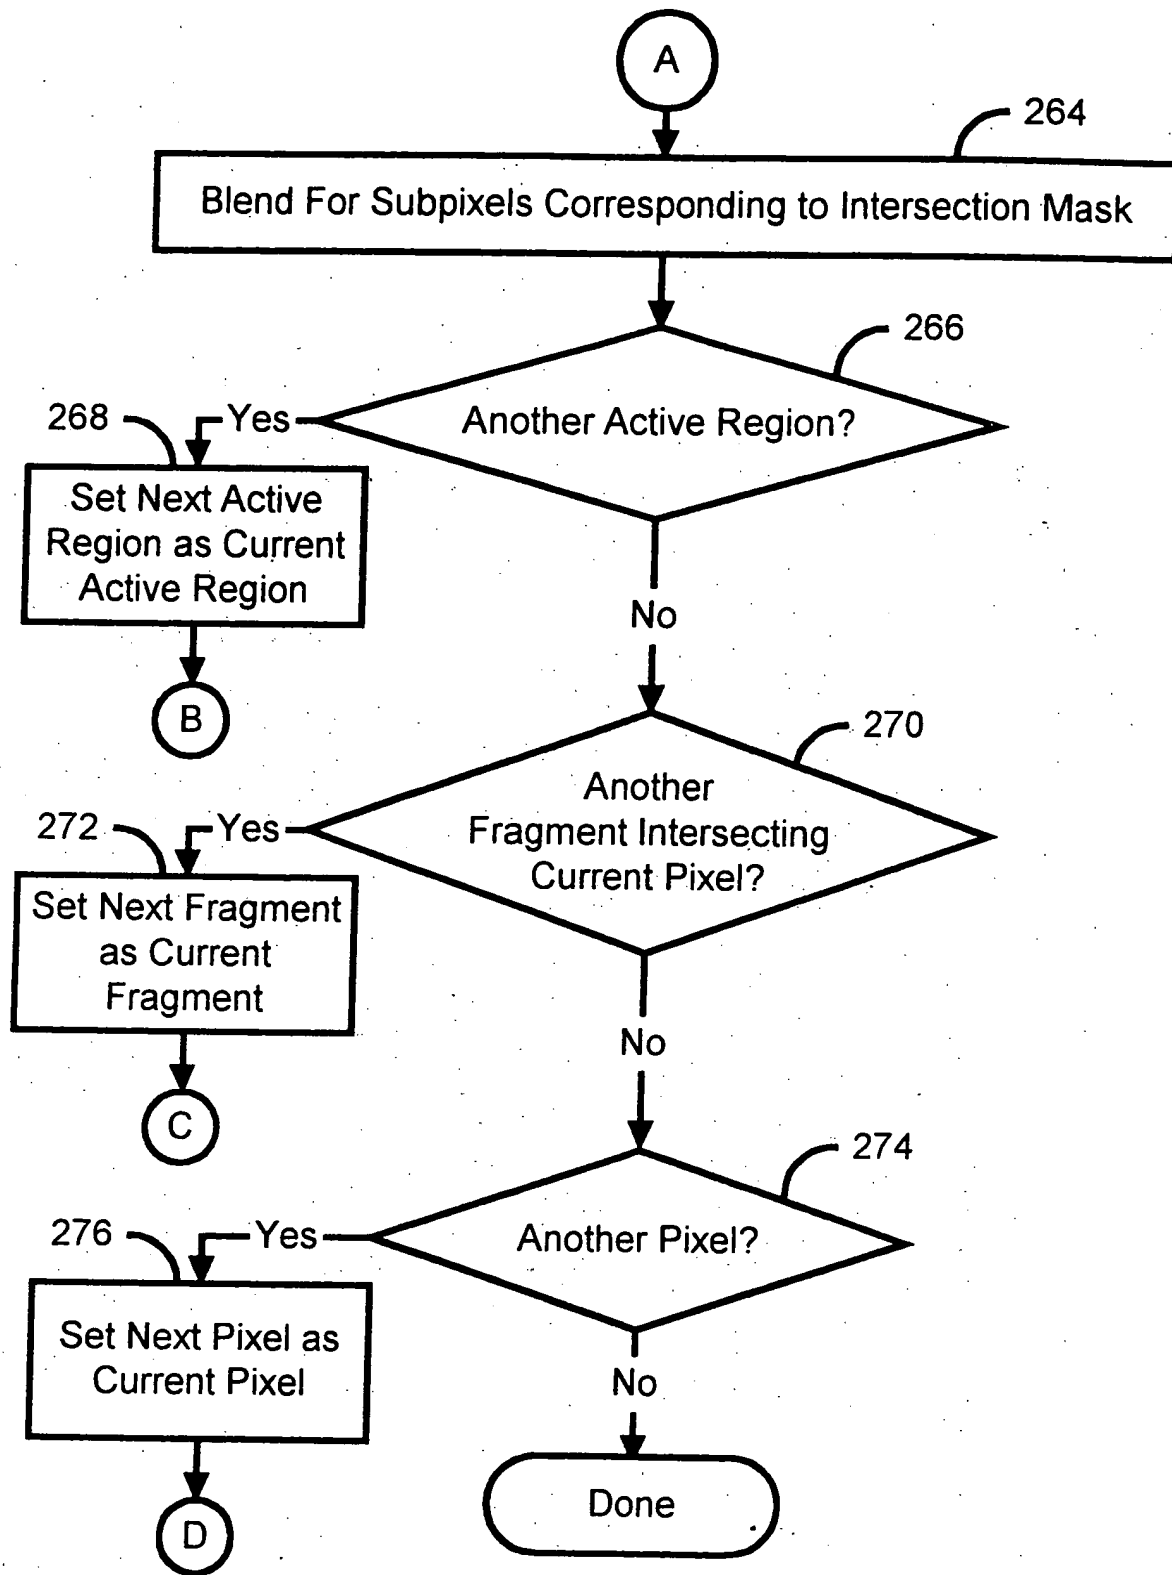 A
264
Blend For Subpixels Corresponding to Intersection Mask
266
Another Active Region?
Yes
268
Set Next Active
Region as Current
Active Region
No
B
270
Another
Fragment Intersecting
Current Pixel?
Yes
272
Set Next Fragment
as Current
Fragment
No
C
274
Another Pixel?
Yes
276
Set Next Pixel as
Current Pixel
No
Done
D